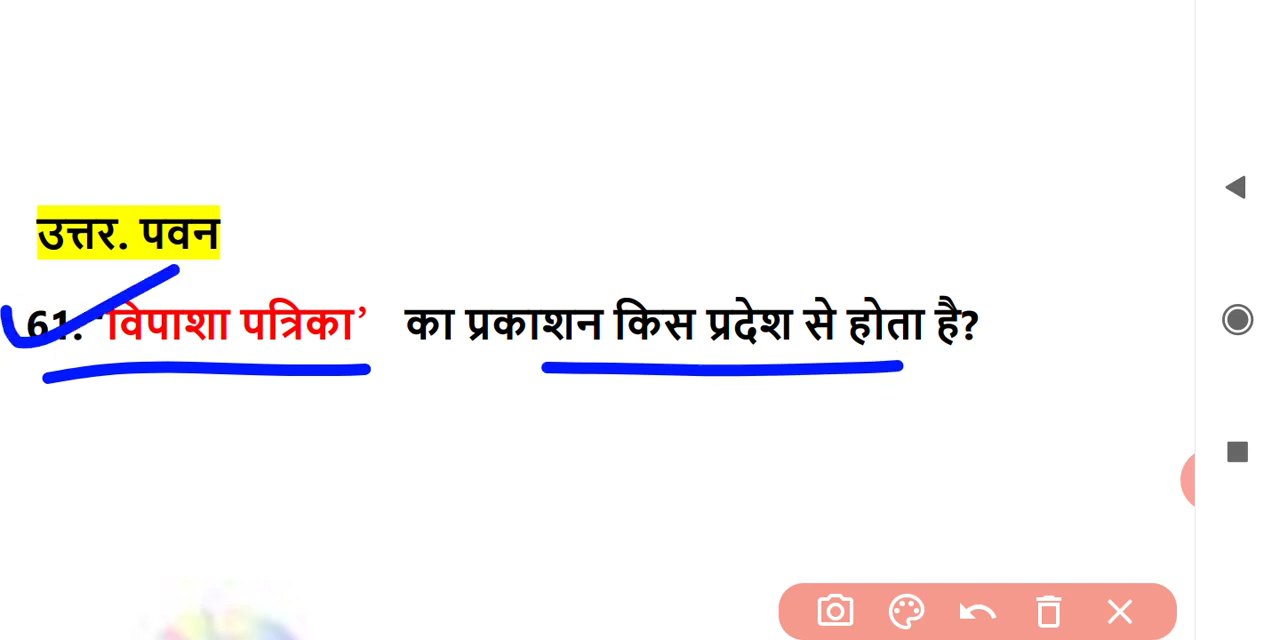 उत्तर. पवन
61. 'विपाशा पत्रिका’ का प्रकाशन किस प्रदेश से होता है?